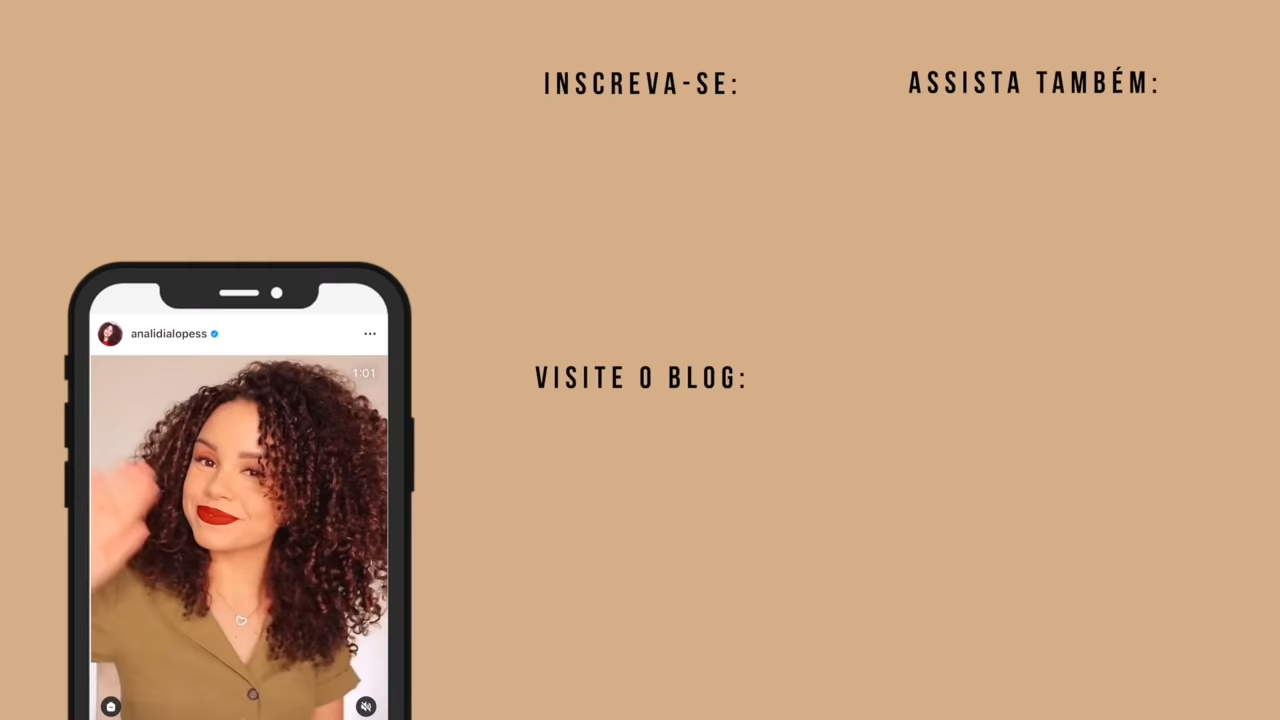 INSCREVA-SE:
ASSISTA TAMBÉM:
analidialopess
1:01
VISITE O BLOG: